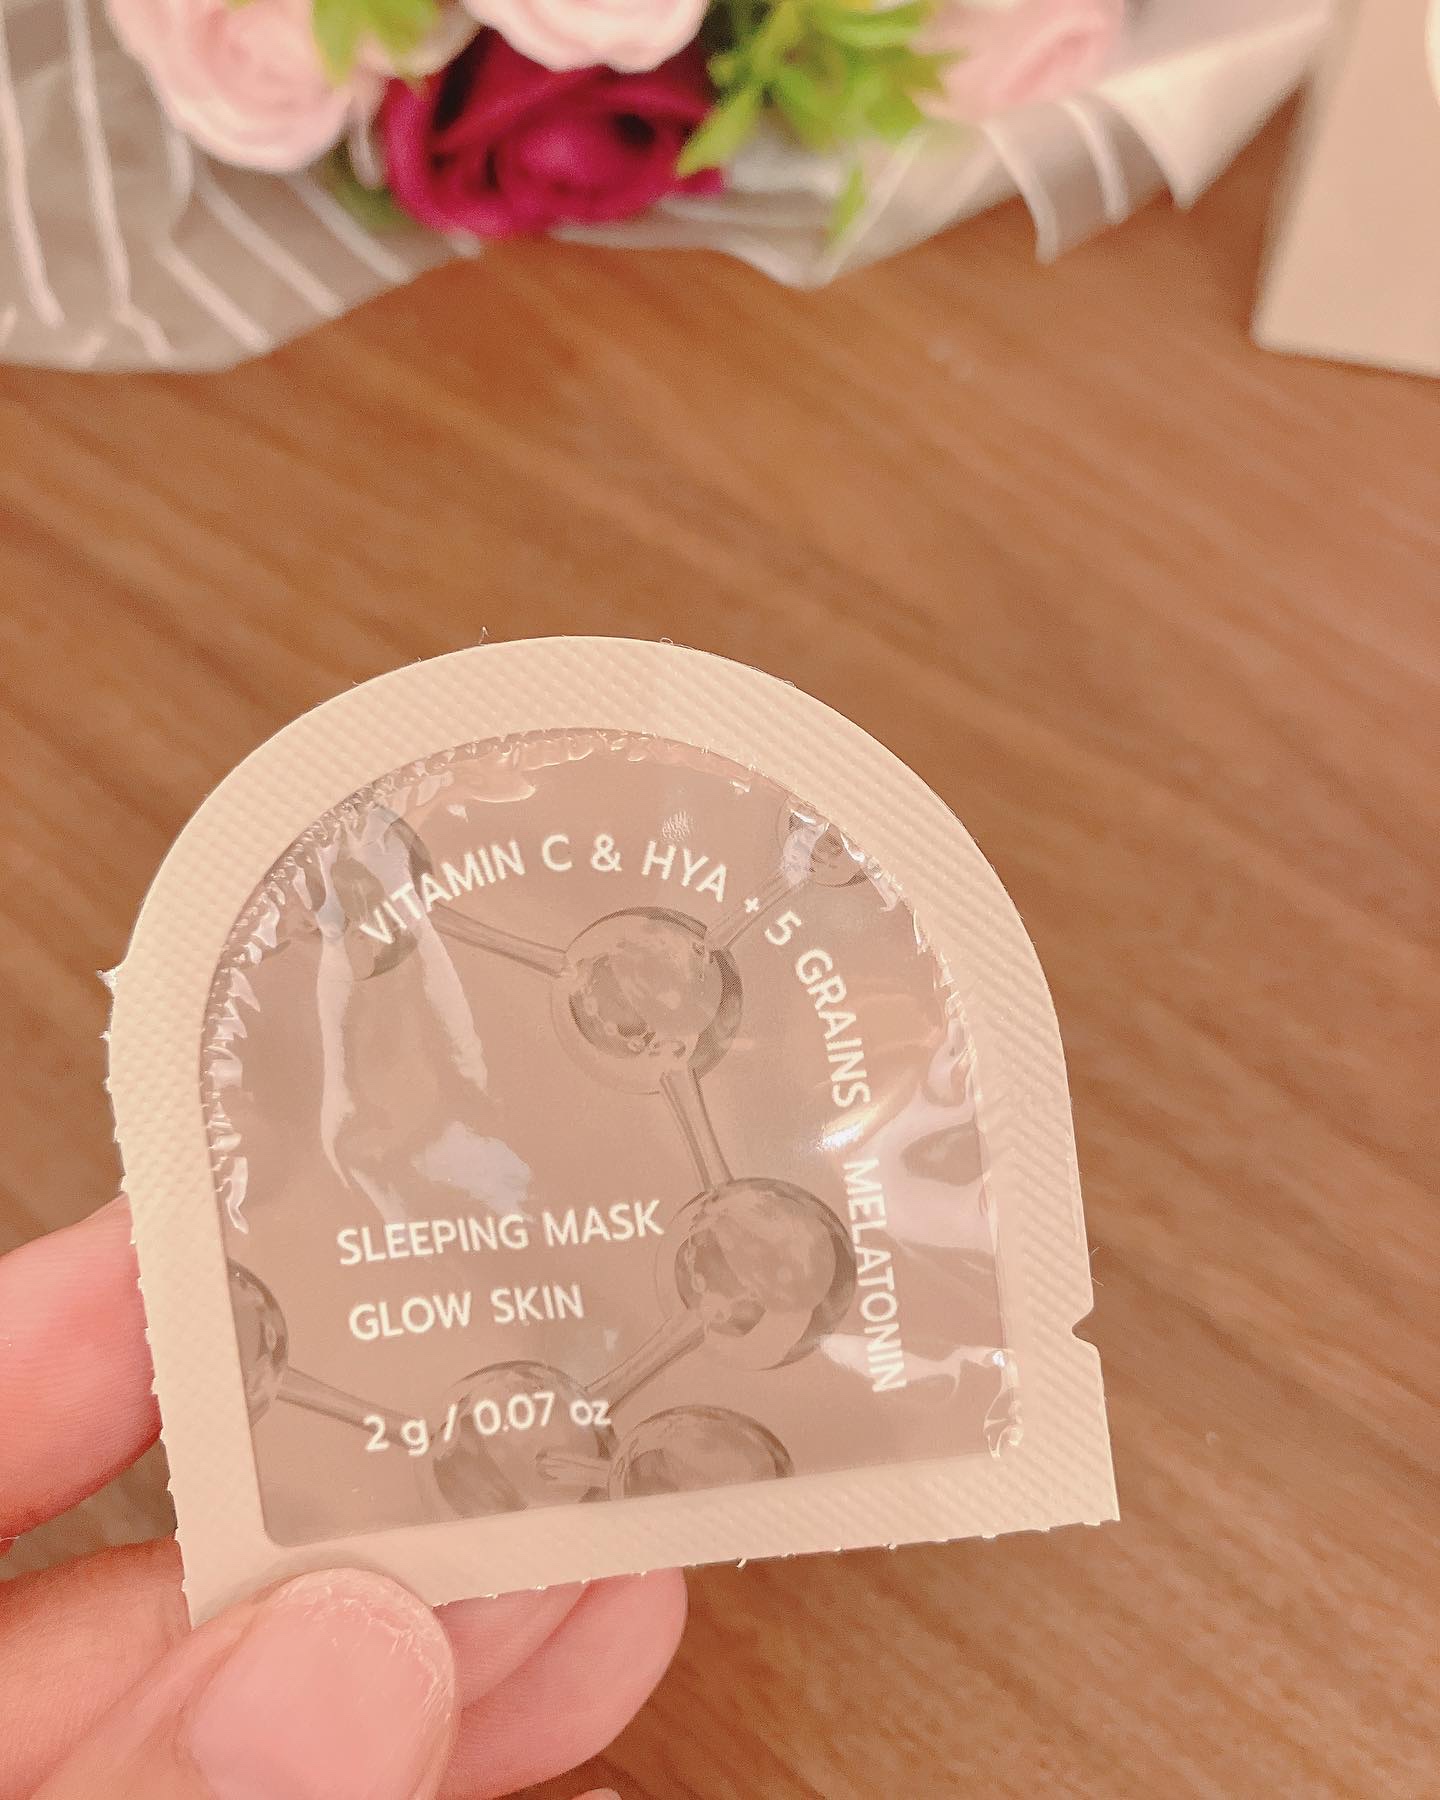 VITAMIN C & HYA + 5 GRAINS + MELATONIN
SLEEPING MASK
GLOW SKIN
2 g / 0.07 oz